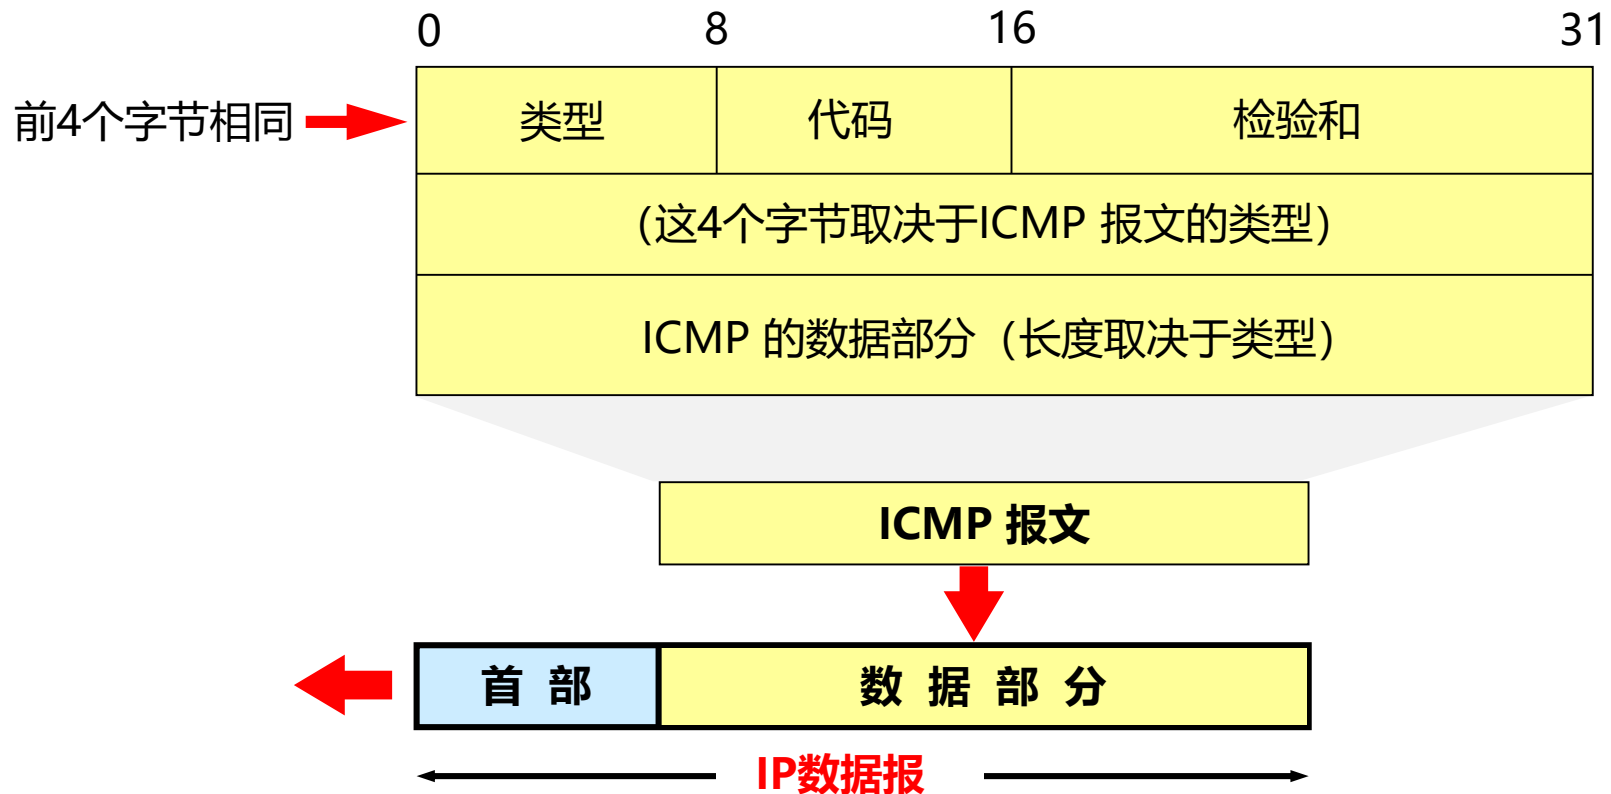 0 8 16 31
前4个字节相同 类型 代码 检验和
（这4个字节取决于ICMP 报文的类型）
ICMP 的数据部分（长度取决于类型）
ICMP 报文
首 部 数 据 部 分
IP数据报